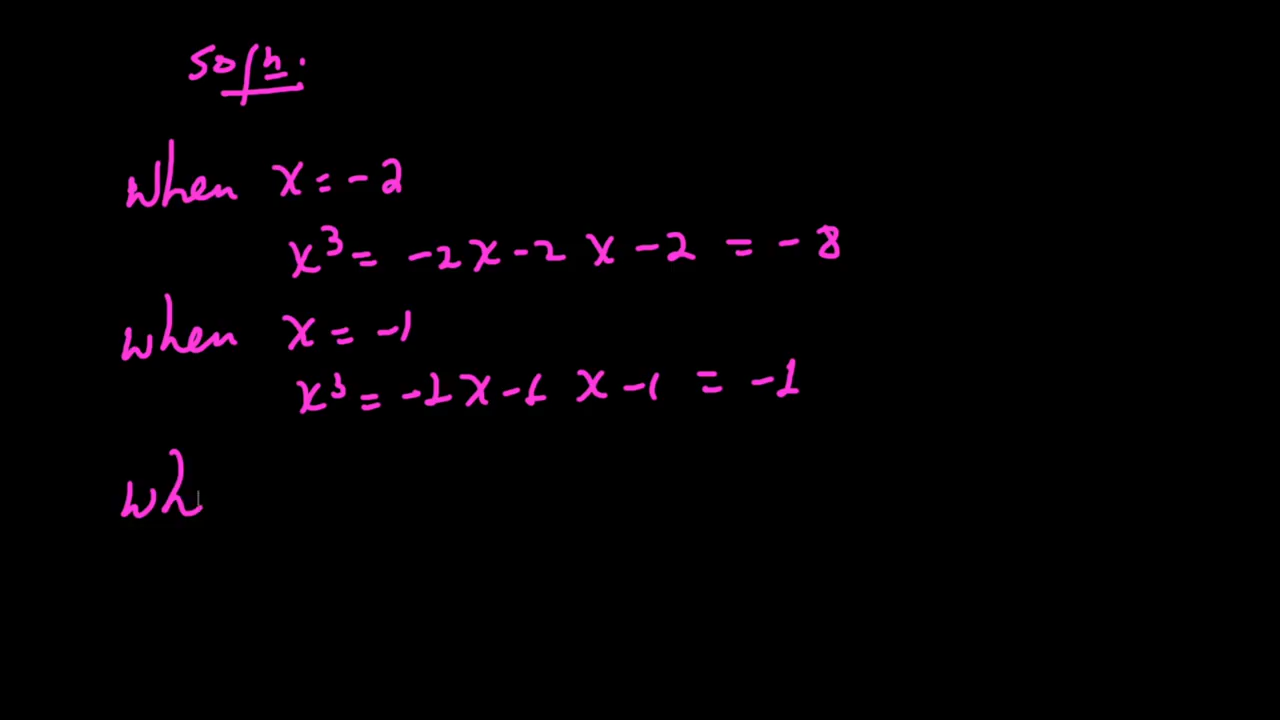 Soln.
when x = -2
x³ = -2 x -2 x -2 = -8
when x = -1
x³ = -1 x -1 x -1 = -1
wh